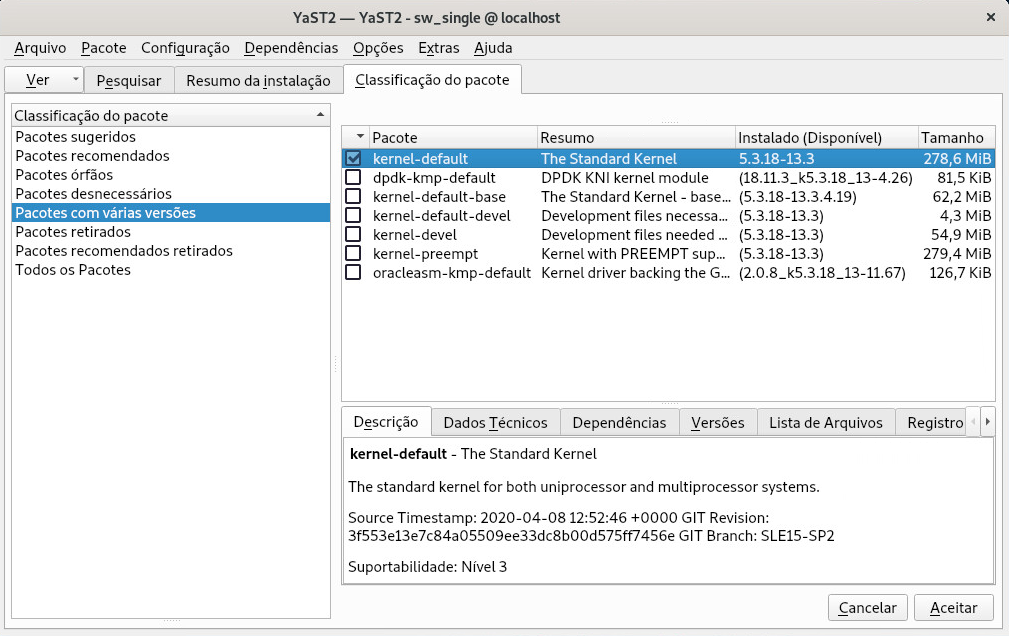 YaST2 — YaST2 - sw_single @ localhost
Arquivo Pacote Configuração Dependências Opções Extras Ajuda
Ver Pesquisar Resumo da instalação Classificação do pacote
Classificação do pacote
Pacotes sugeridos
Pacotes recomendados
Pacotes órfãos
Pacotes desnecessários
Pacotes com várias versões
Pacotes retirados
Pacotes recomendados retirados
Todos os Pacotes
Pacote Resumo Instalado (Disponível) Tamanho
kernel-default The Standard Kernel 5.3.18-13.3 278,6 MiB
dpdk-kmp-default DPDK KNI kernel module (18.11.3_k5.3.18_13-4.26) 81,5 KiB
kernel-default-base The Standard Kernel - base... (5.3.18-13.3.4.19) 62,2 MiB
kernel-default-devel Development files necessa... (5.3.18-13.3) 4,3 MiB
kernel-devel Development files needed ... (5.3.18-13.3) 54,9 MiB
kernel-preempt Kernel with PREEMPT sup... (5.3.18-13.3) 279,4 MiB
oracleasm-kmp-default Kernel driver backing the G... (2.0.8_k5.3.18_13-11.67) 126,7 KiB
Descrição Dados Técnicos Dependências Versões Lista de Arquivos Registro
kernel-default - The Standard Kernel
The standard kernel for both uniprocessor and multiprocessor systems.
Source Timestamp: 2020-04-08 12:52:46 +0000 GIT Revision:
3f553e13e7c84a05509ee33dc8b00d575ff7456e GIT Branch: SLE15-SP2
Suportabilidade: Nível 3
Cancelar Aceitar